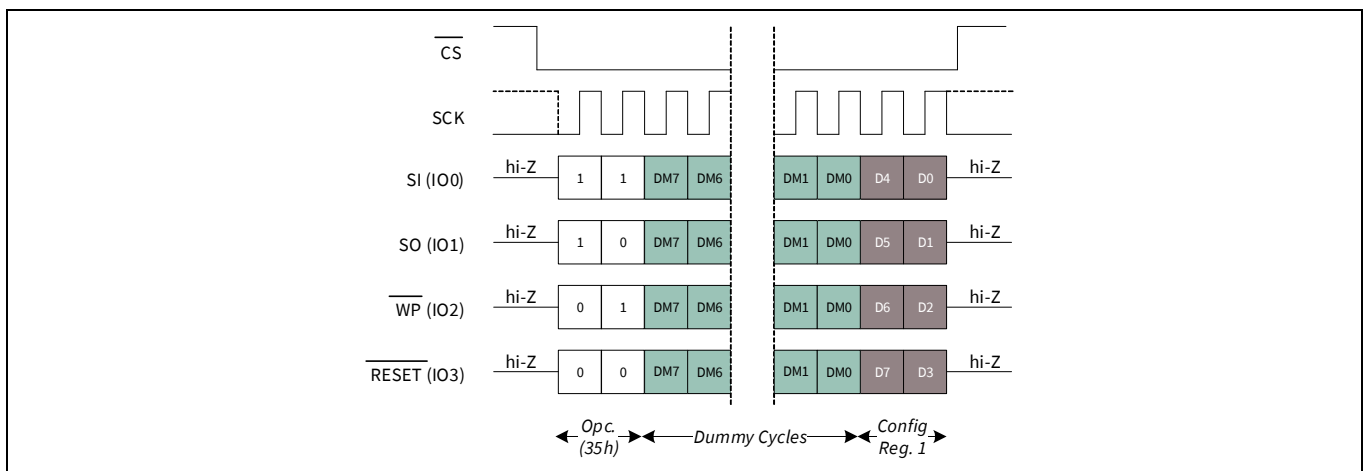 CS
SCK
SI (IO0) hi-Z 1 1 DM7 DM6 DM1 DM0 D4 D0 hi-Z
SO (IO1) hi-Z 1 0 DM7 DM6 DM1 DM0 D5 D1 hi-Z
WP (IO2) hi-Z 0 1 DM7 DM6 DM1 DM0 D6 D2 hi-Z
RESET (IO3) hi-Z 0 0 DM7 DM6 DM1 DM0 D7 D3 hi-Z
Opc. Config
(35h) Dummy Cycles Reg. 1